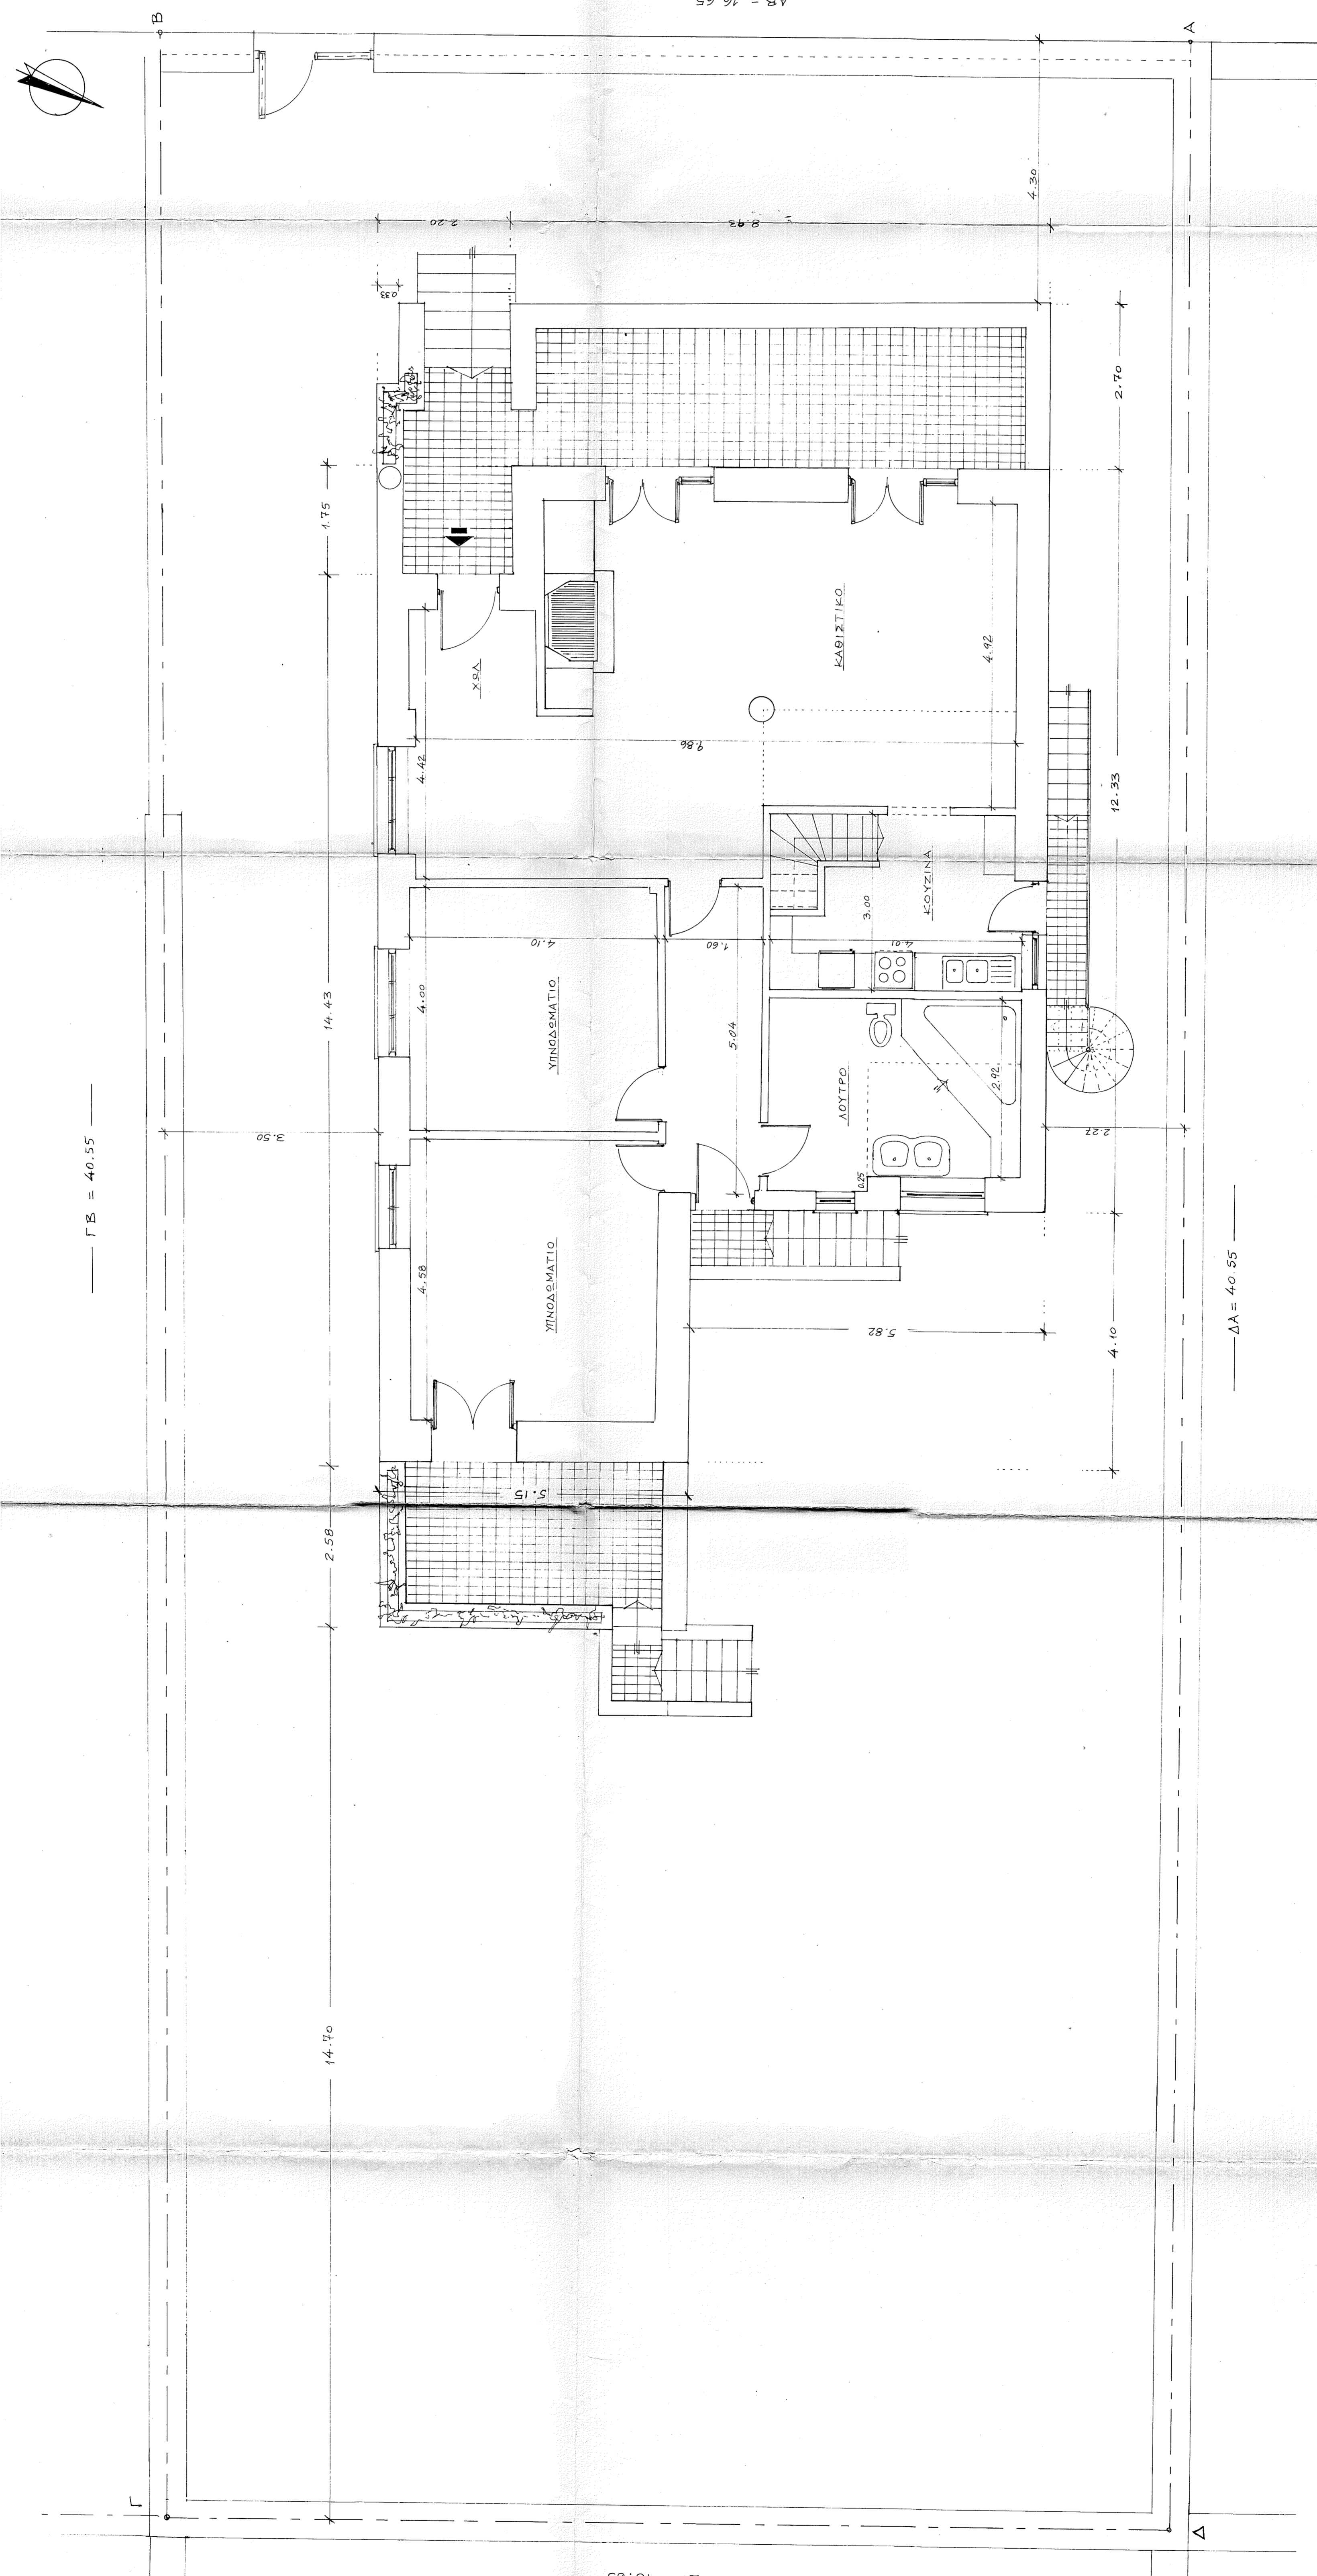 ΑΒ = 16.65
Β
Α
4.30
2.20
8.93
0.33
2.70
1.75
ΧΩΛ
ΚΑΘΙΣΤΙΚΟ
4.92
9.86
4.42
12.33
ΚΟΥΖΙΝΑ
3.00
4.10
1.60
4.01
ΥΠΝΟΔΩΜΑΤΙΟ
4.00
14.43
5.04
ΛΟΥΤΡΟ
2.92
3.50
2.27
0.25
ΓΒ = 40.55
ΔΑ = 40.55
ΥΠΝΟΔΩΜΑΤΙΟ
4.58
5.82
4.10
5.15
2.58
14.70
Γ
Δ